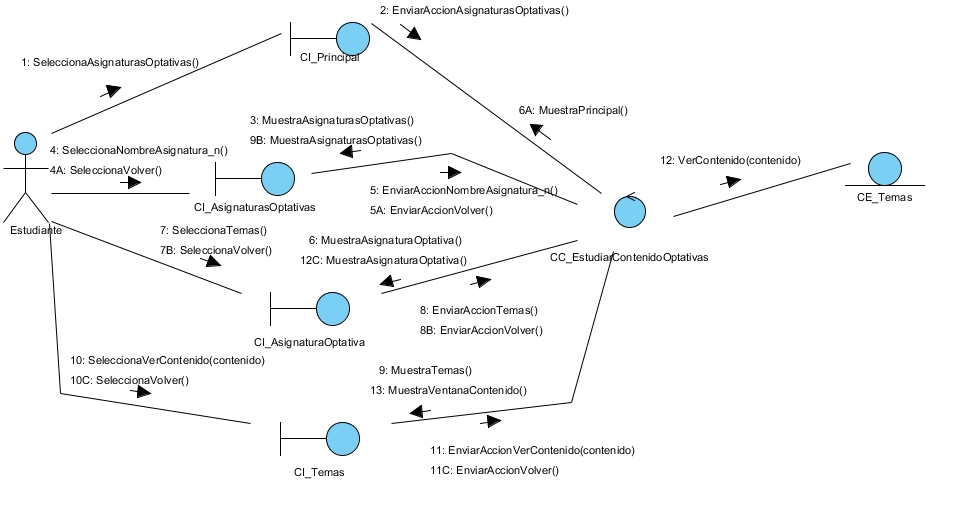 2: EnviarAccionAsignaturasOptativas()
CI_Principal
1: SeleccionaAsignaturasOptativas()
6A: MuestraPrincipal()
3: MuestraAsignaturasOptativas()
9B: MuestraAsignaturasOptativas()
4: SeleccionaNombreAsignatura_n()
4A: SeleccionaVolver()
12: VerContenido(contenido)
CE_Temas
5: EnviarAccionNombreAsignatura_n()
5A: EnviarAccionVolver()
CI_AsignaturasOptativas
Estudiante
7: SeleccionaTemas()
7B: SeleccionaVolver()
6: MuestraAsignaturaOptativa()
12C: MuestraAsignaturaOptativa()
CC_EstudiarContenidoOptativas
8: EnviarAccionTemas()
8B: EnviarAccionVolver()
CI_AsignaturaOptativa
10: SeleccionaVerContenido(contenido)
10C: SeleccionaVolver()
9: MuestraTemas()
13: MuestraVentanaContenido()
11: EnviarAccionVerContenido(contenido)
11C: EnviarAccionVolver()
CI_Temas